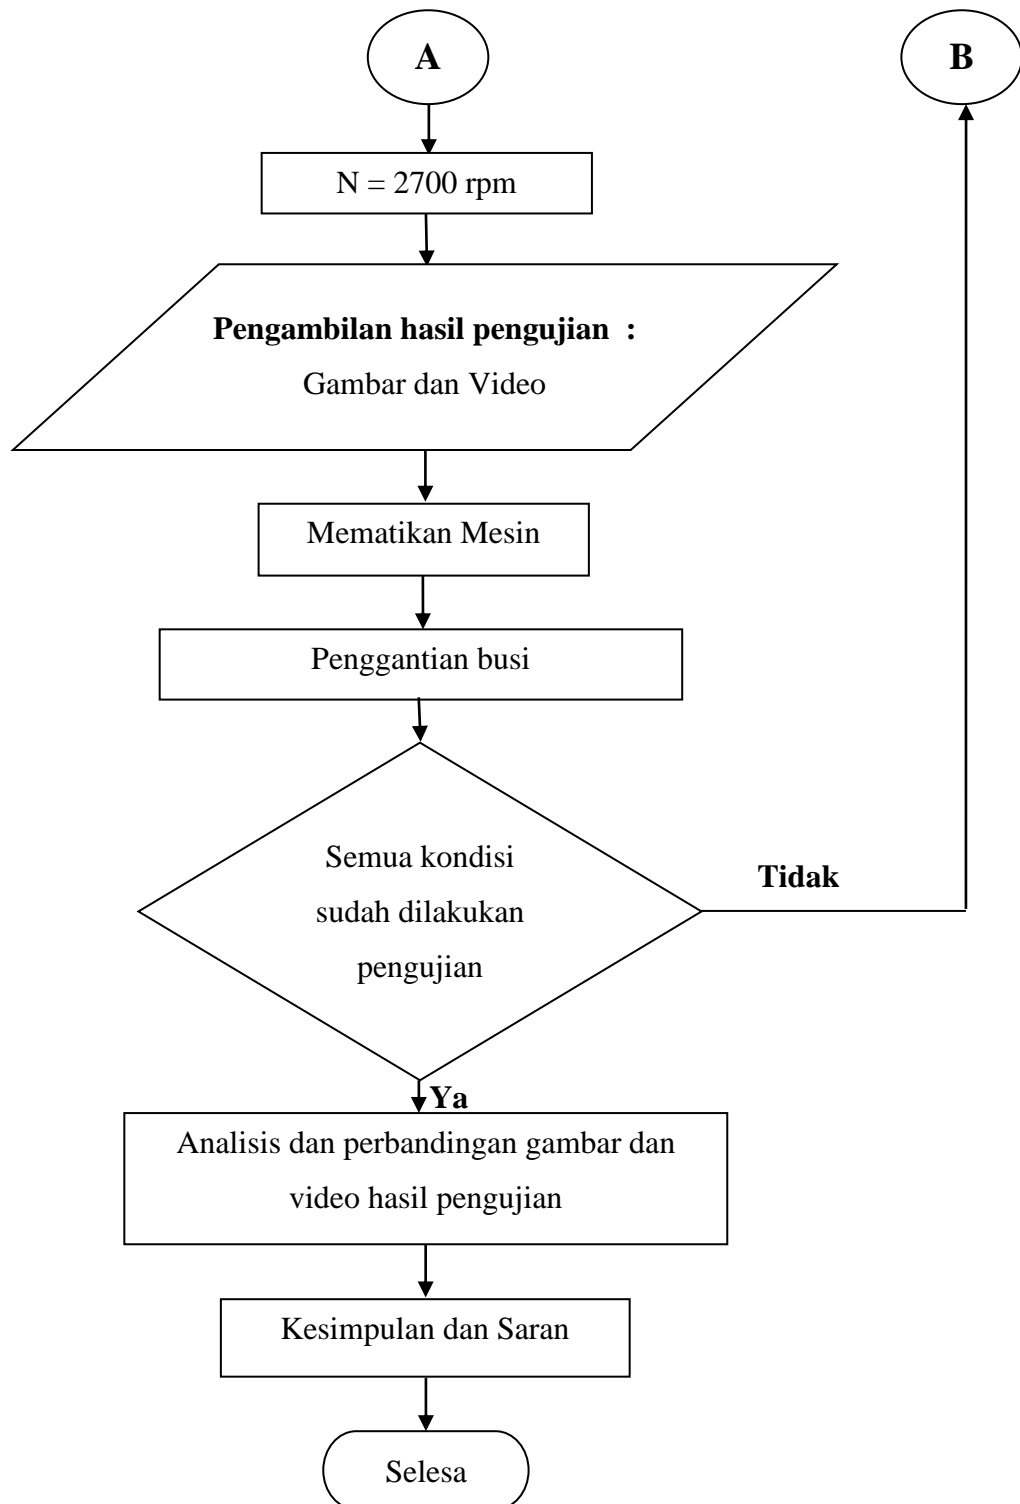 A
B
N = 2700 rpm
Pengambilan hasil pengujian :
Gambar dan Video
Mematikan Mesin
Penggantian busi
Semua kondisi
sudah dilakukan
pengujian
Tidak
Ya
Analisis dan perbandingan gambar dan
video hasil pengujian
Kesimpulan dan Saran
Selesa